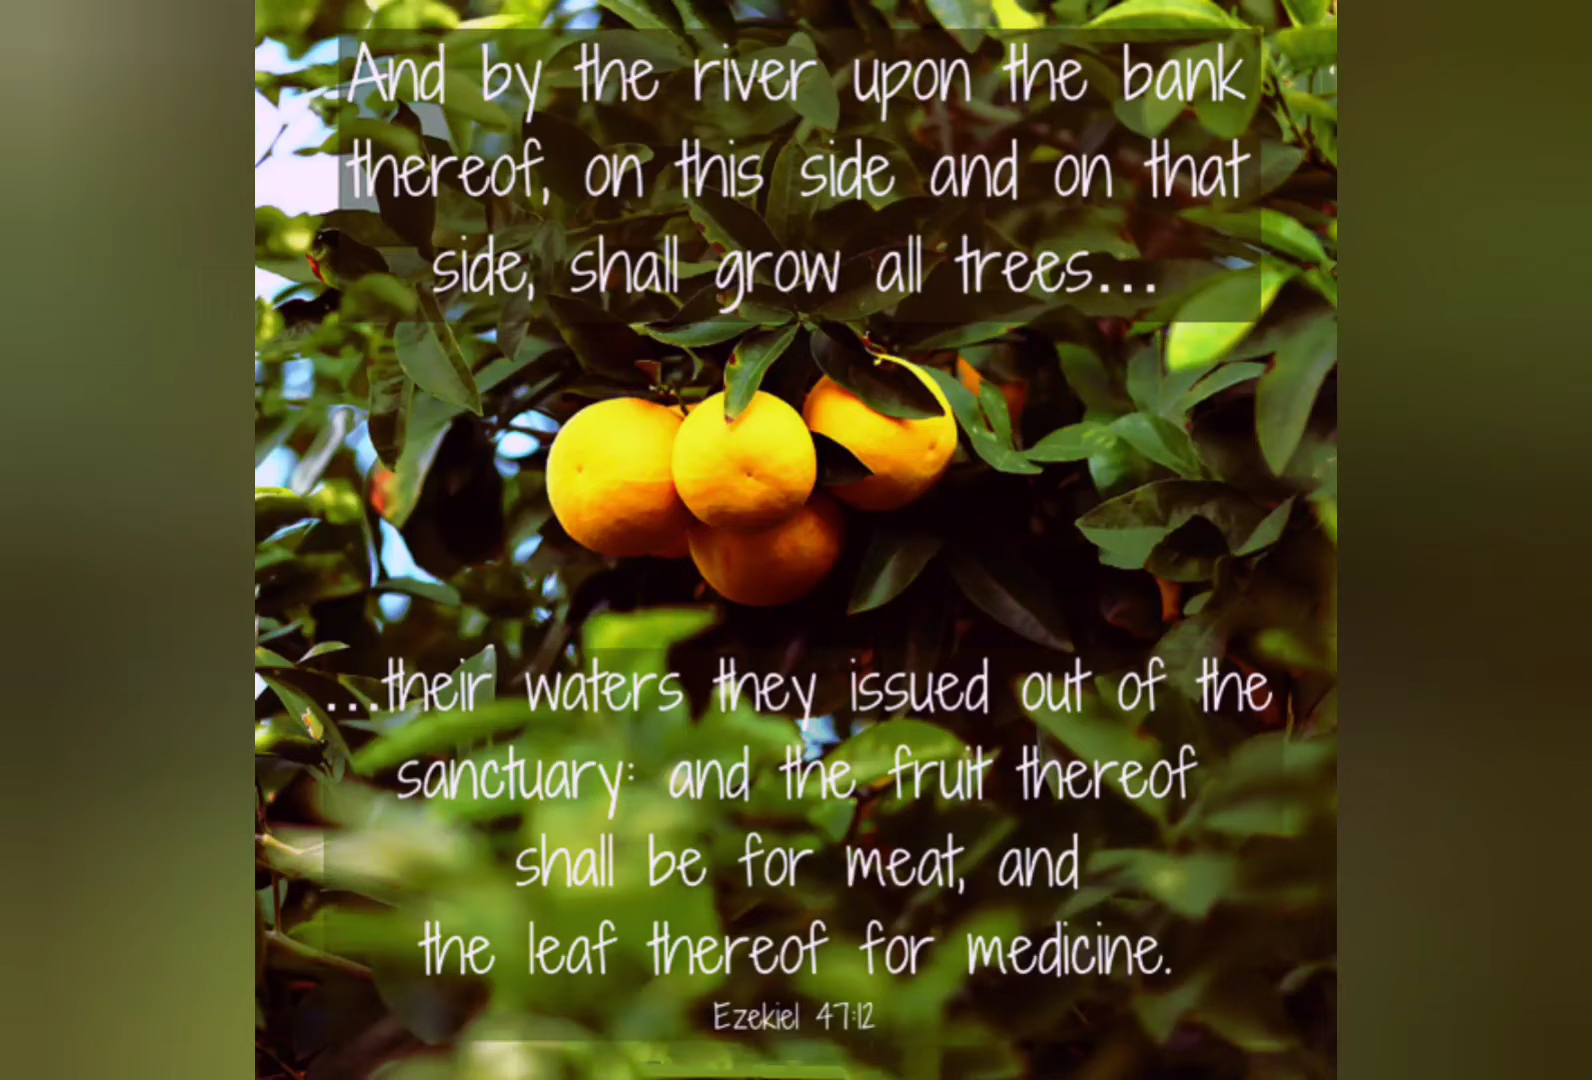 And by the river upon the bank
thereof, on this side and on that
side, shall grow all trees...
...their waters they issued out of the
sanctuary: and the fruit thereof
shall be for meat, and
the leaf thereof for medicine.
Ezekiel 47:12